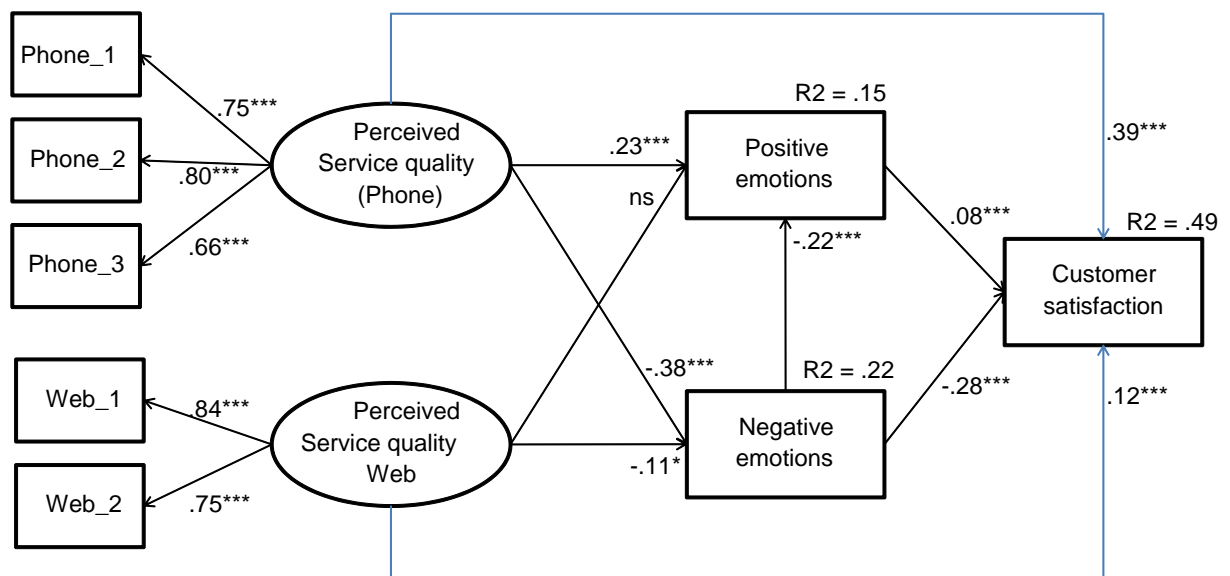 Phone_1
.75***
Phone_2
.80***
Phone_3
.66***
Perceived
Service quality
(Phone)
Web_1
.84***
Web_2
.75***
Perceived
Service quality
Web
.23***
ns
-.38***
-.11*
R2 = .15
Positive
emotions
-.22***
R2 = .22
Negative
emotions
.08***
-.28***
.39***
R2 = .49
Customer
satisfaction
.12***